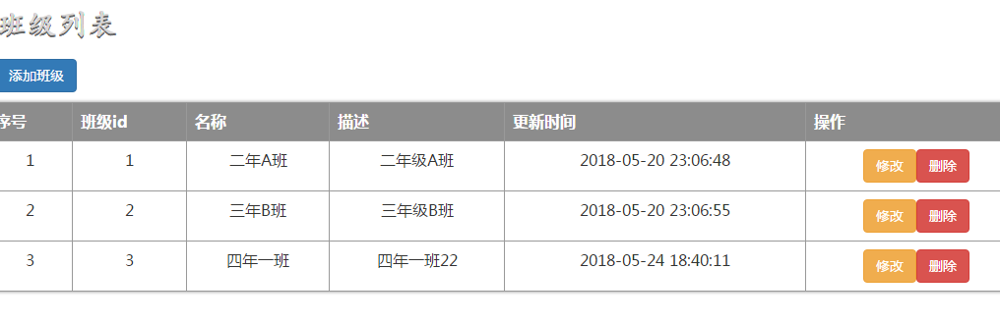 班级列表
添加班级
序号 班级id 名称 描述 更新时间 操作
1 1 二年A班 二年级A班 2018-05-20 23:06:48 修改 删除
2 2 三年B班 三年级B班 2018-05-20 23:06:55 修改 删除
3 3 四年一班 四年一班22 2018-05-24 18:40:11 修改 删除